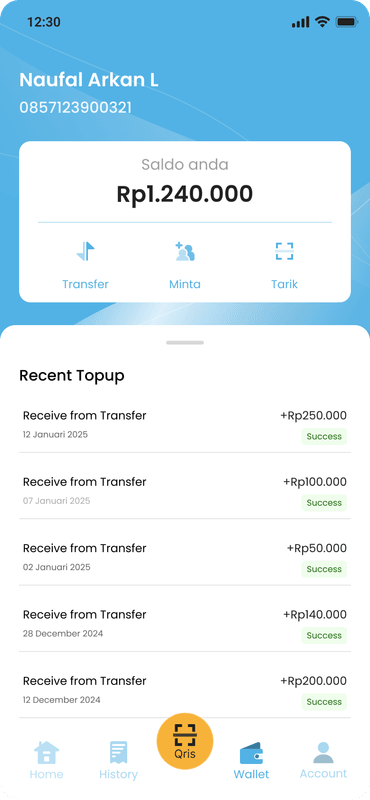 12:30
Naufal Arkan L
0857123900321
Saldo anda
Rp1.240.000
Transfer Minta Tarik
Recent Topup
Receive from Transfer +Rp250.000
12 Januari 2025 Success
Receive from Transfer +Rp100.000
07 Januari 2025 Success
Receive from Transfer +Rp50.000
02 Januari 2025 Success
Receive from Transfer +Rp140.000
28 December 2024 Success
Receive from Transfer +Rp200.000
12 December 2024 Success
Qris
Home History Wallet Account